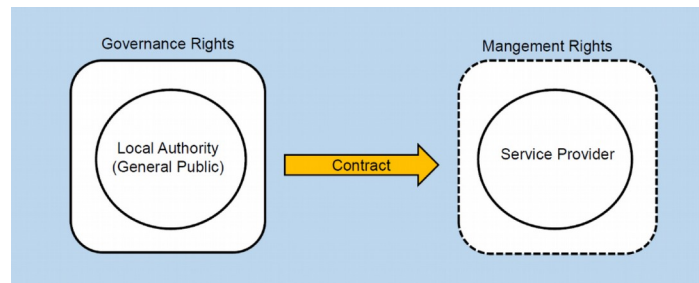 Governance Rights
Mangement Rights
Local Authority
(General Public)
Contract
Service Provider